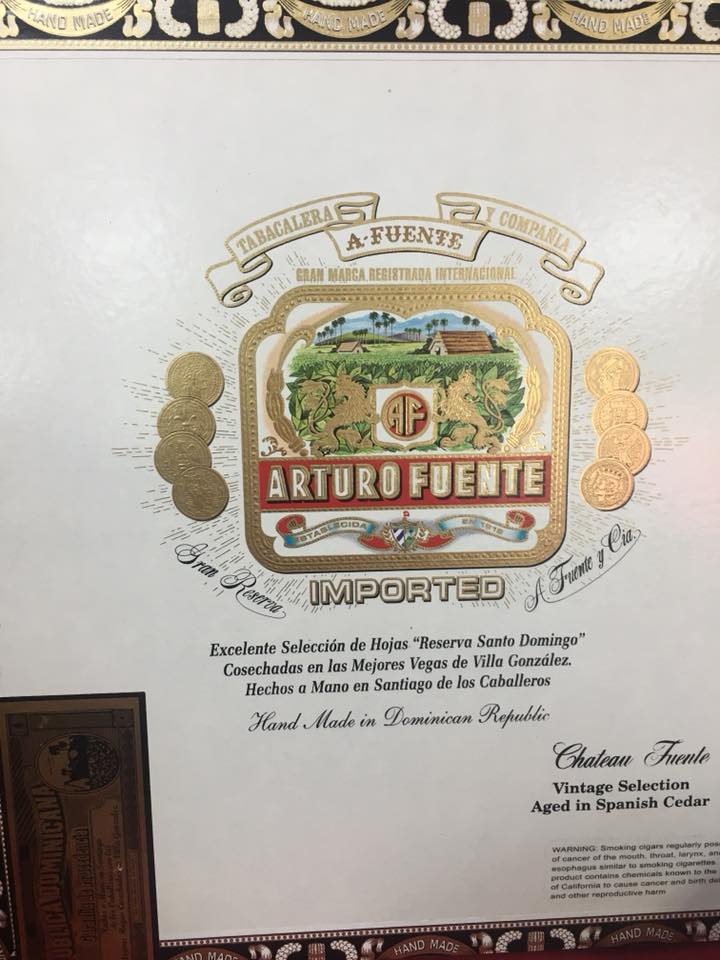 HAND MADE
HAND MADE
HAND MADE
TABACALERA
A·FUENTE
Y COMPAÑIA
GRAN MARCA REGISTRADA INTERNACIONAL
AF
ARTURO FUENTE
ESTABLECIDA
EN 1912
Gran Reserva
IMPORTED
A Fuente y Cia.
Excelente Selección de Hojas “Reserva Santo Domingo”
Cosechadas en las Mejores Vegas de Villa González.
Hechos a Mano en Santiago de los Caballeros
Hand Made in Dominican Republic
Chateau Fuente
Vintage Selection
Aged in Spanish Cedar
WARNING: Smoking cigars regularly
of cancer of the mouth, throat, larynx, and
esophagus similar to smoking cigarettes.
product contains chemicals known to the
of California to cause cancer and birth
and other reproductive harm
DOMINICANA
HAND MADE
HAND MADE